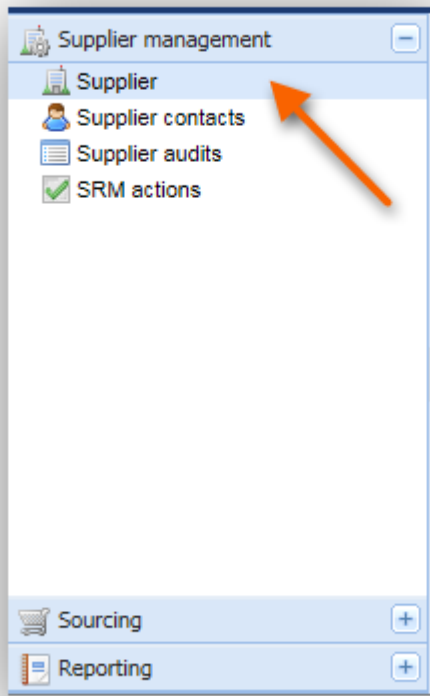 Supplier management
Supplier
Supplier contacts
Supplier audits
SRM actions
Sourcing
Reporting